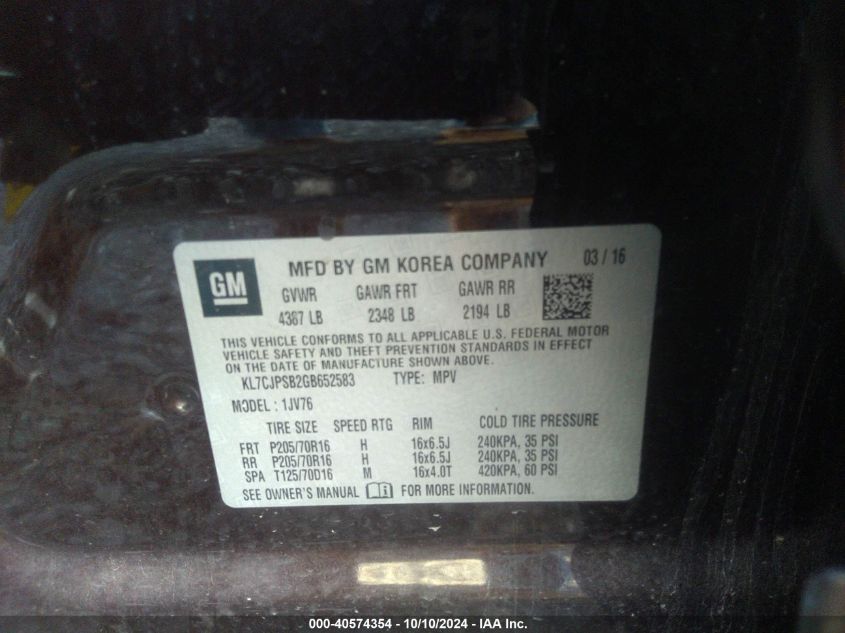 GM
MFD BY GM KOREA COMPANY 03 / 16
GVWR GAWR FRT GAWR RR
4387 LB 2348 LB 2194 LB
THIS VEHICLE CONFORMS TO ALL APPLICABLE U.S. FEDERAL MOTOR
VEHICLE SAFETY AND THEFT PREVENTION STANDARDS IN EFFECT
ON THE DATE OF MANUFACTURE SHOWN ABOVE.
KL7CJPSB2GB652583 TYPE: MPV
MODEL : 1JV76
TIRE SIZE SPEED RTG RIM COLD TIRE PRESSURE
FRT P205/70R16 H 16x6.5J 240KPA, 35 PSI
RR P205/70R16 H 16x6.5J 240KPA, 35 PSI
SPA T125/70D16 M 16x4.0T 420KPA, 60 PSI
SEE OWNER'S MANUAL FOR MORE INFORMATION.
000-40574354 - 10/10/2024 - IAA Inc.